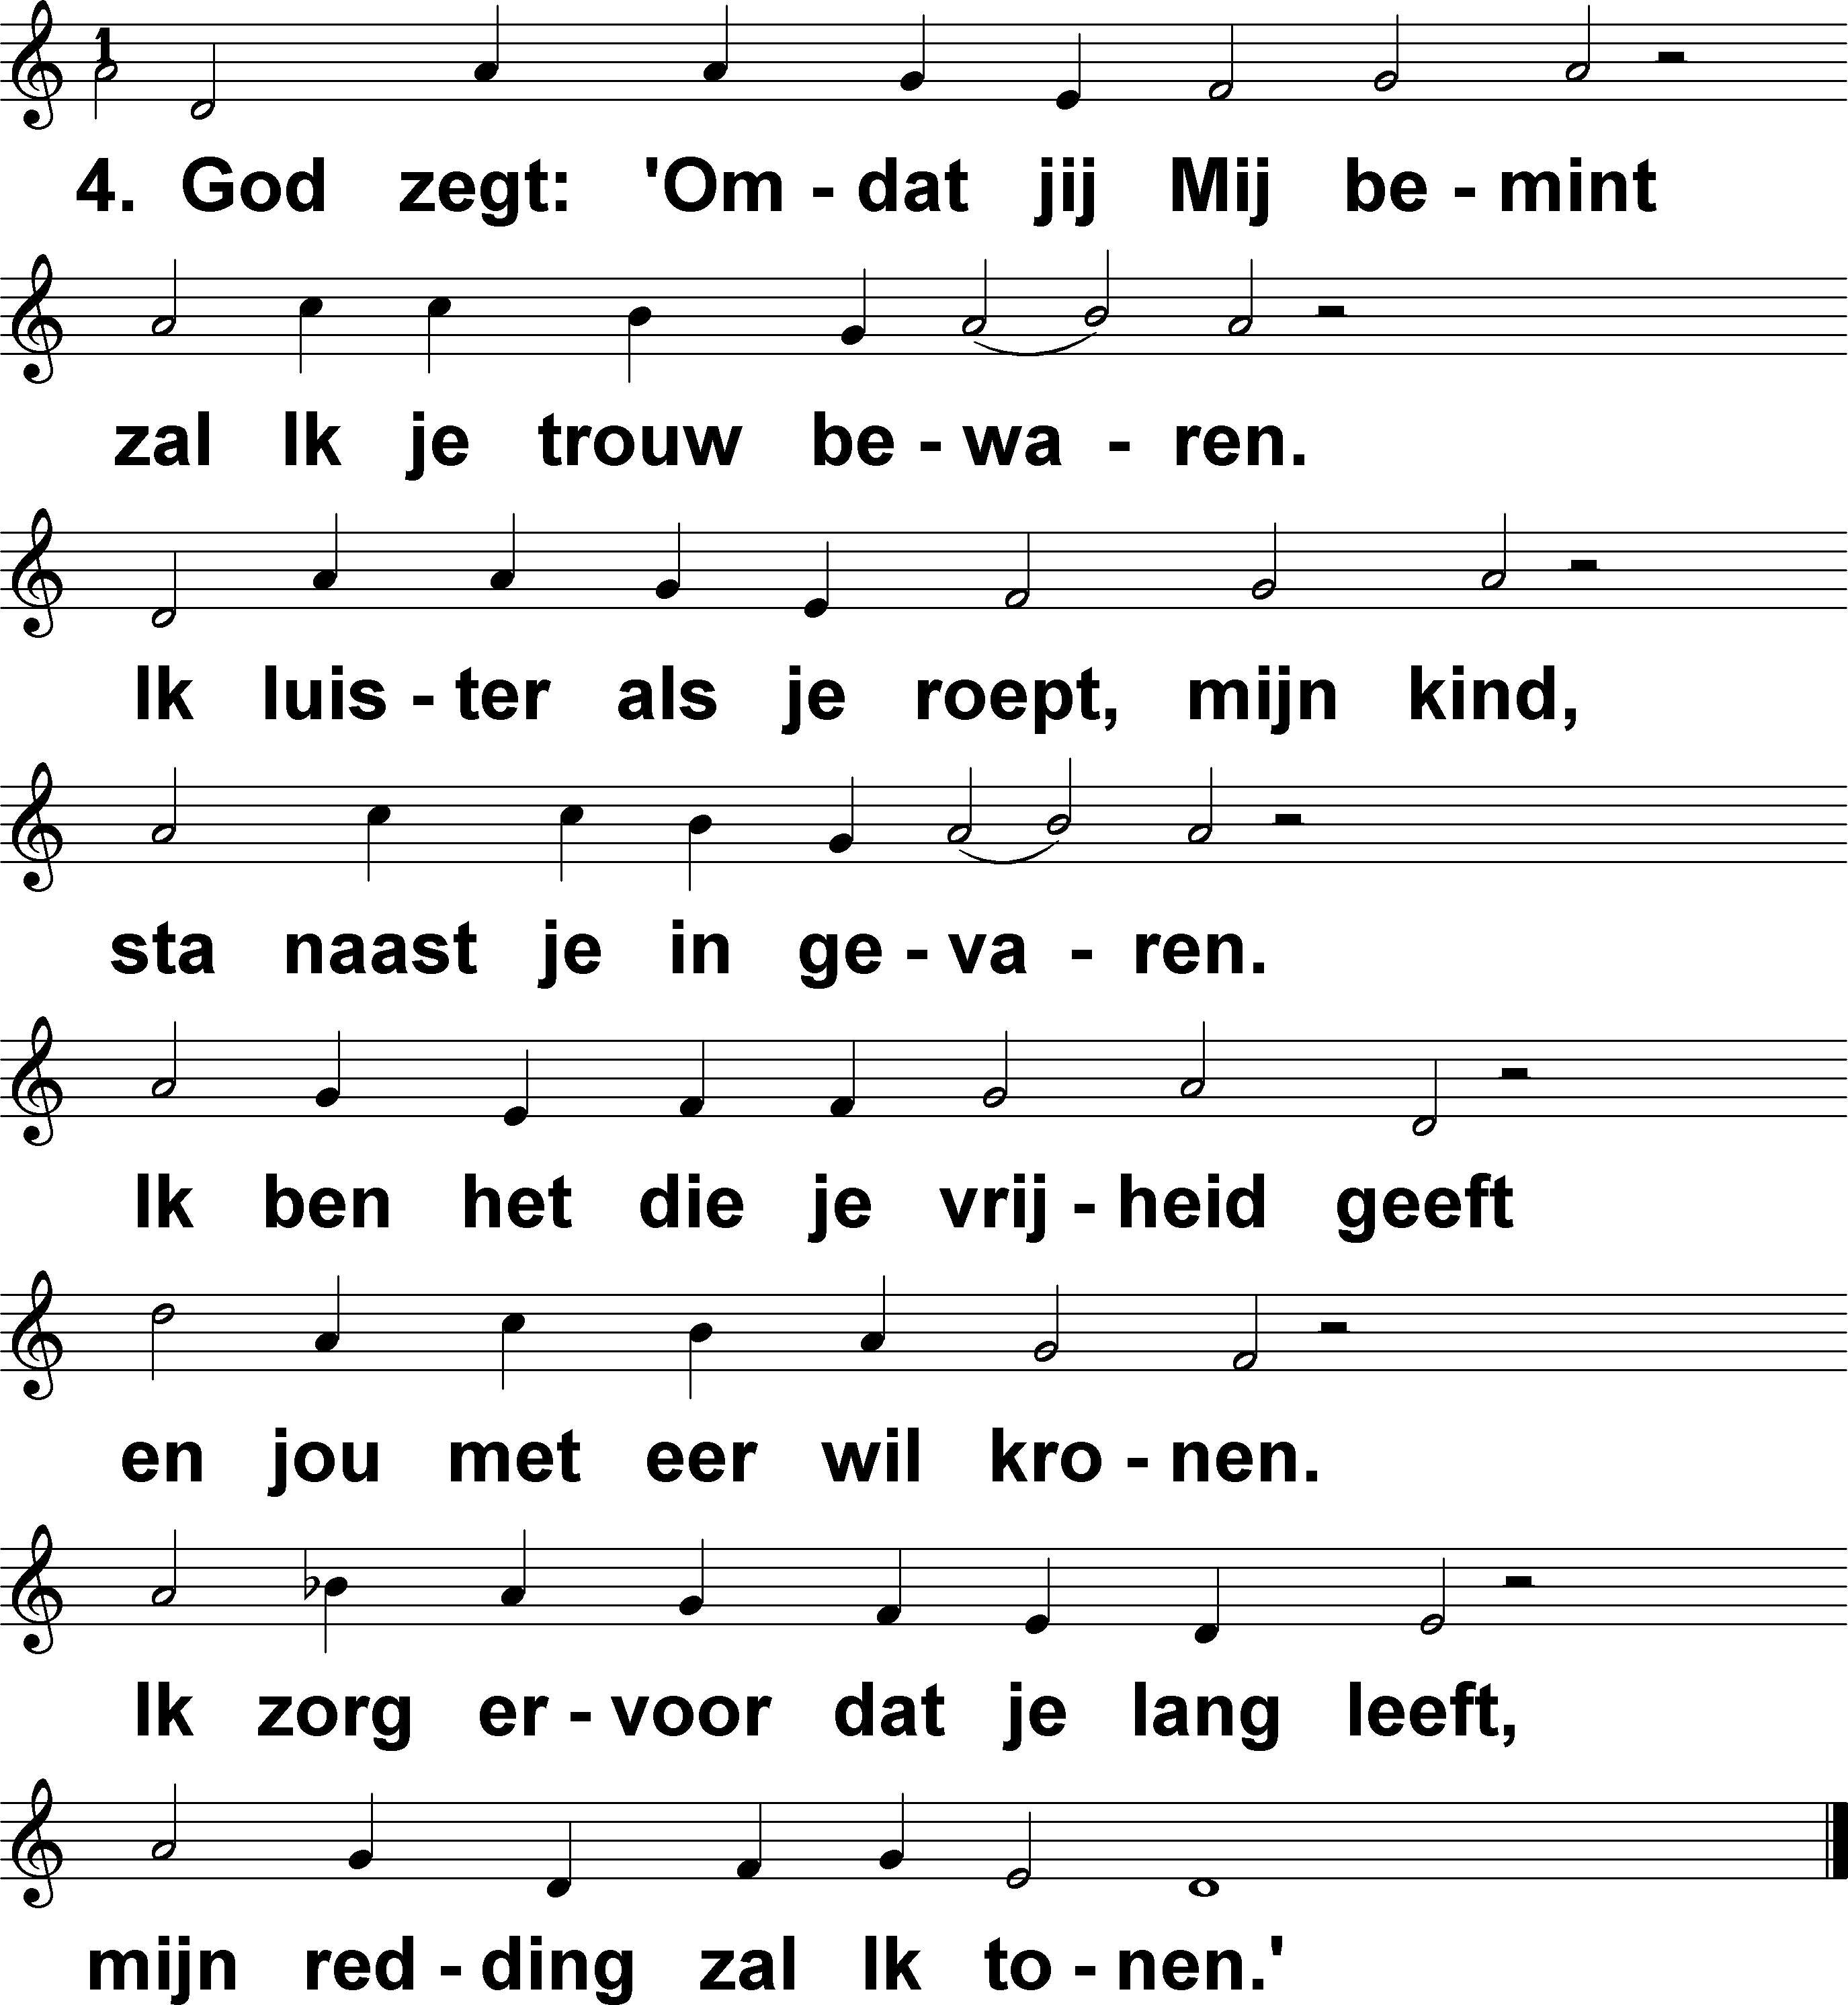 1
4. God zegt: 'Om - dat jij Mij be - mint
zal Ik je trouw be - wa - ren.
Ik luis - ter als je roept, mijn kind,
sta naast je in ge - va - ren.
Ik ben het die je vrij - heid geeft
en jou met eer wil kro - nen.
Ik zorg er - voor dat je lang leeft,
mijn red - ding zal Ik to - nen.'